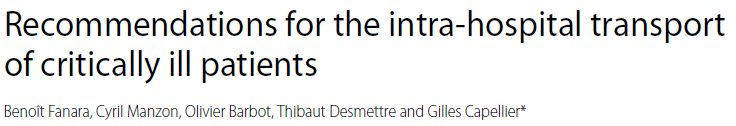 Recommendations for the intra-hospital transport
of critically ill patients
Benoît Fanara, Cyril Manzon, Olivier Barbot, Thibaut Desmettre and Gilles Capellier*